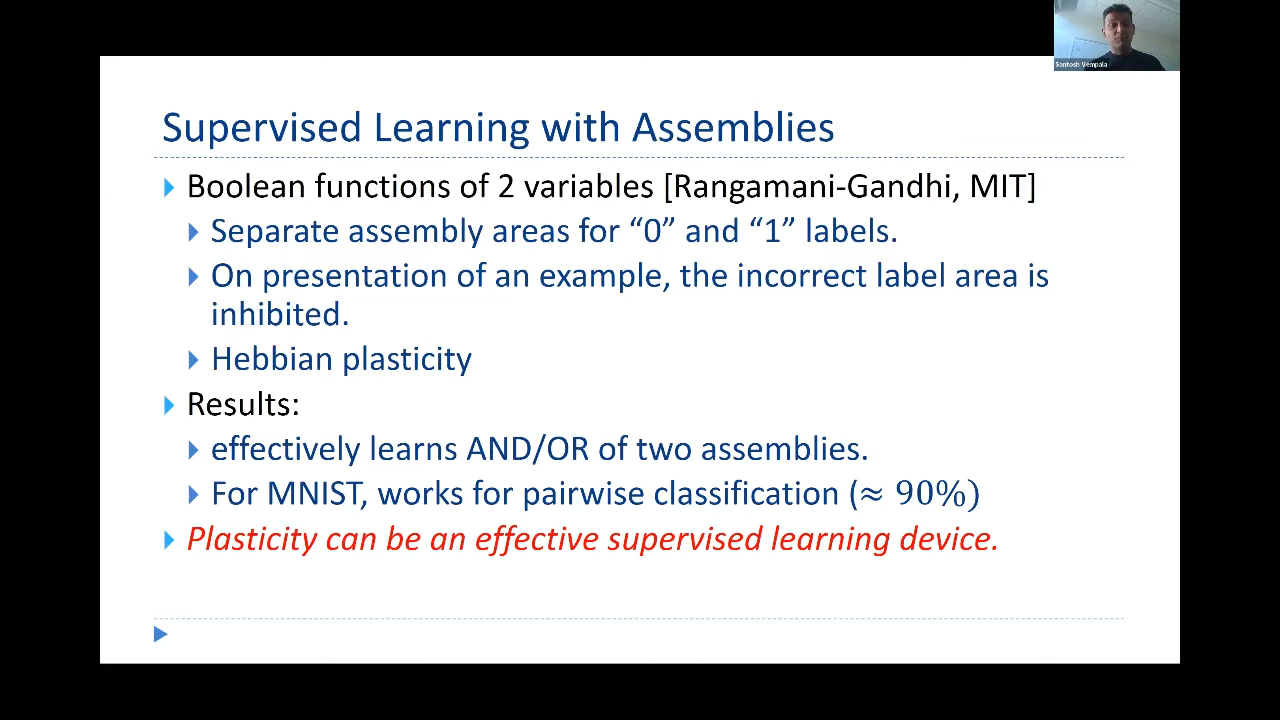 Santosh Vempala
Supervised Learning with Assemblies
Boolean functions of 2 variables [Rangamani-Gandhi, MIT]
Separate assembly areas for “0” and “1” labels.
On presentation of an example, the incorrect label area is
inhibited.
Hebbian plasticity
Results:
effectively learns AND/OR of two assemblies.
For MNIST, works for pairwise classification (≈ 90%)
Plasticity can be an effective supervised learning device.